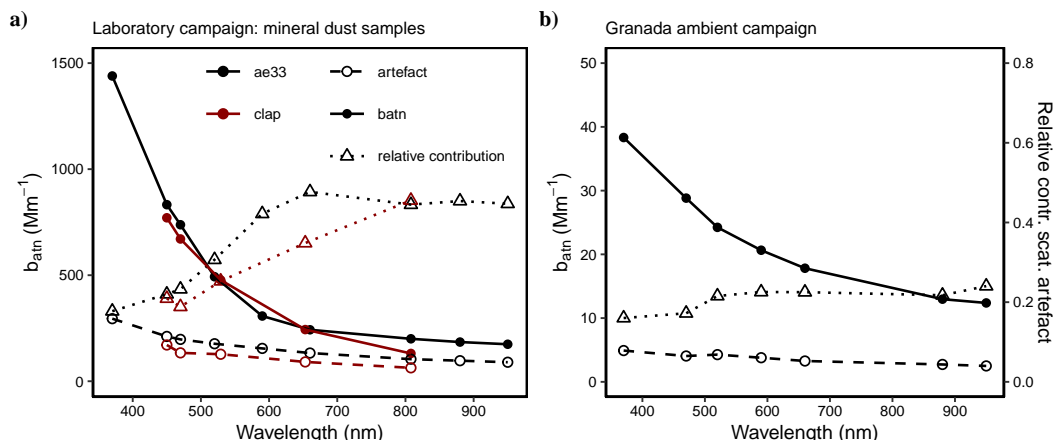 a)
Laboratory campaign: mineral dust samples
1500
1000
500
0
b_atn (Mm⁻¹)
ae33
clap
artefact
batn
relative contribution
400 500 600 700 800 900
Wavelength (nm)
b)
Granada ambient campaign
50
40
30
20
10
0
b_atn (Mm⁻¹)
0.8
0.6
0.4
0.2
0.0
Relative contr. scat. artefact
400 500 600 700 800 900
Wavelength (nm)